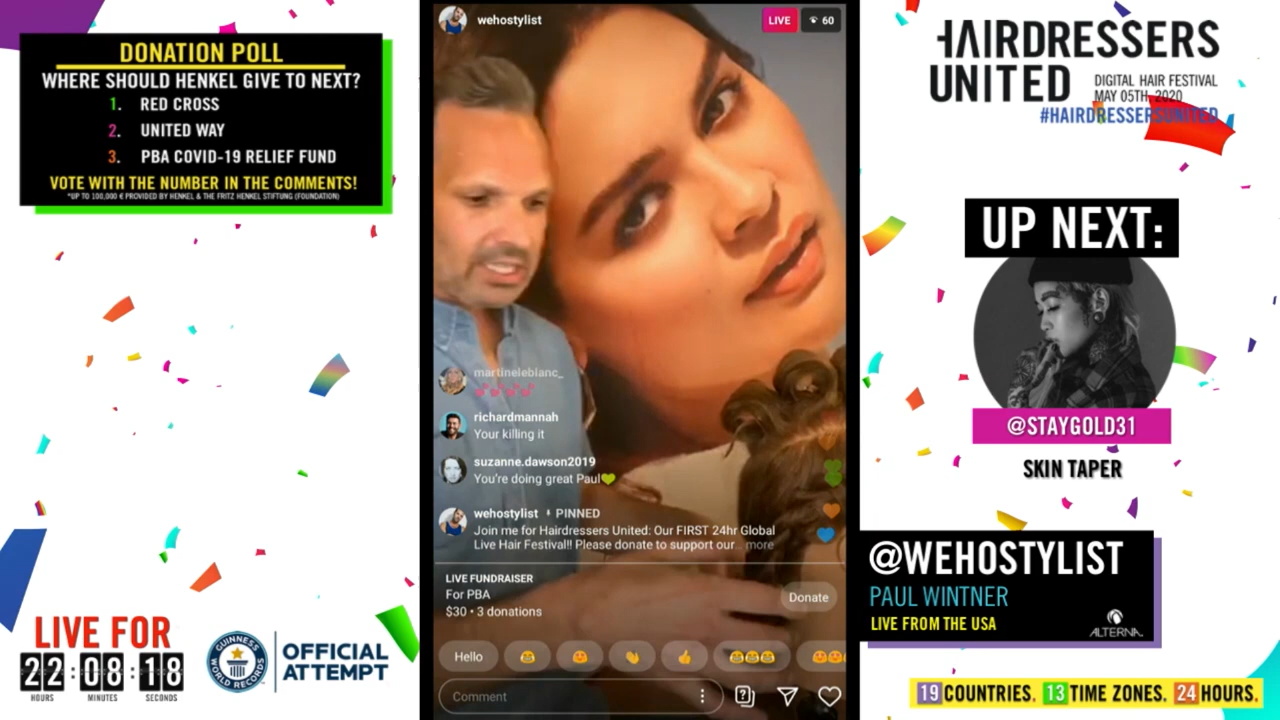 DONATION POLL
WHERE SHOULD HENKEL GIVE TO NEXT?
1. RED CROSS
2. UNITED WAY
3. PBA COVID-19 RELIEF FUND
VOTE WITH THE NUMBER IN THE COMMENTS!
*UP TO 100,000 € PROVIDED BY HENKEL & THE FRITZ HENKEL STIFTUNG (FOUNDATION)
LIVE FOR
22:08:18
HOURS MINUTES SECONDS
GUINNESS WORLD RECORDS
OFFICIAL
ATTEMPT
wehostylist
LIVE 60
martineleblanc_
richardmannah
Your killing it
suzanne.dawson2019
You're doing great Paul💚
wehostylist PINNED
Join me for Hairdressers United: Our FIRST 24hr Global
Live Hair Festival!! Please donate to support our... more
LIVE FUNDRAISER
For PBA
$30 • 3 donations
Donate
Hello
Comment
HAIRDRESSERS
UNITED
DIGITAL HAIR FESTIVAL
MAY 05TH, 2020
#HAIRDRESSERSUNITED
UP NEXT:
@STAYGOLD31
SKIN TAPER
@WEHOSTYLIST
PAUL WINTNER
LIVE FROM THE USA
ALTERNA
19 COUNTRIES. 13 TIME ZONES. 24 HOURS.